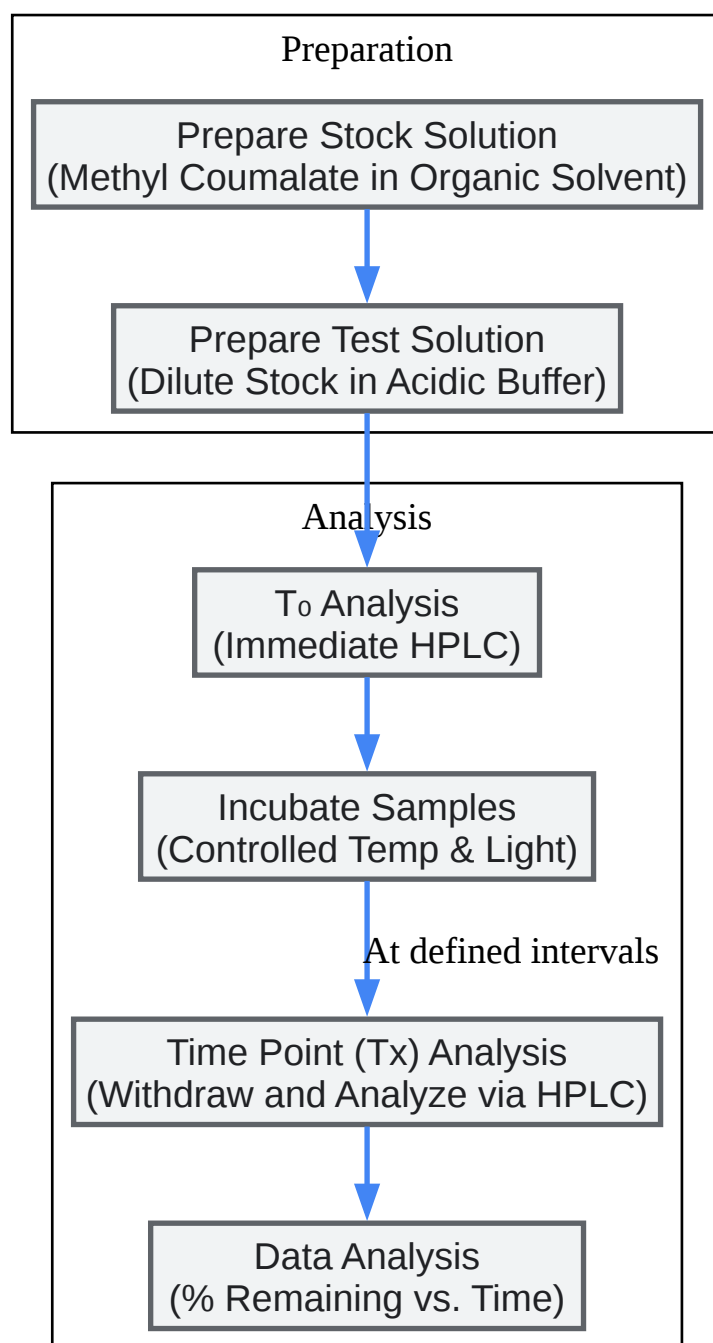 Preparation
Prepare Stock Solution
(Methyl Coumalate in Organic Solvent)
Prepare Test Solution
(Dilute Stock in Acidic Buffer)
Analysis
T₀ Analysis
(Immediate HPLC)
Incubate Samples
(Controlled Temp & Light)
At defined intervals
Time Point (Tx) Analysis
(Withdraw and Analyze via HPLC)
Data Analysis
(% Remaining vs. Time)